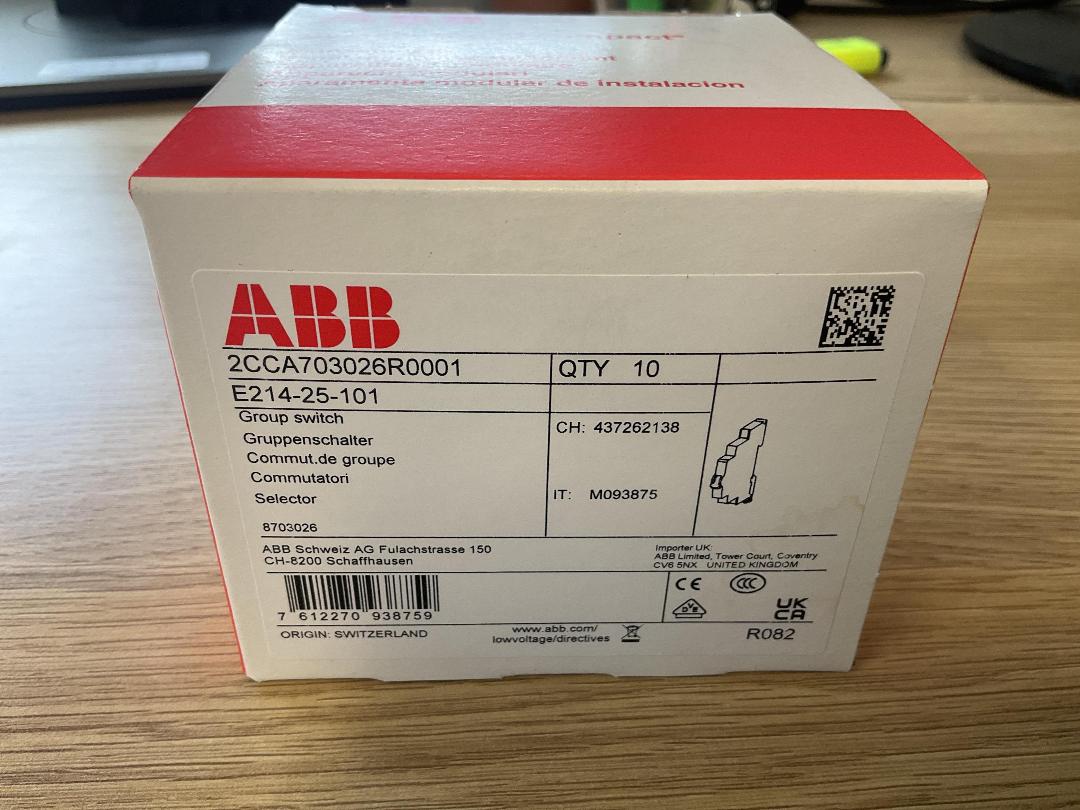 modular de instalacion
ABB
2CCA703026R0001
QTY 10
E214-25-101
Group switch
Gruppenschalter
Commut.de groupe
Commutatori
Selector
8703026
CH: 437262138
IT: M093875
ABB Schweiz AG Fulachstrasse 150
CH-8200 Schaffhausen
Importer UK:
ABB Limited, Tower Court, Coventry
CV6 5NX UNITED KINGDOM
7 612270 938759
CE
CCC
DVE
UK
CA
ORIGIN: SWITZERLAND
www.abb.com/
lowvoltage/directives
R082